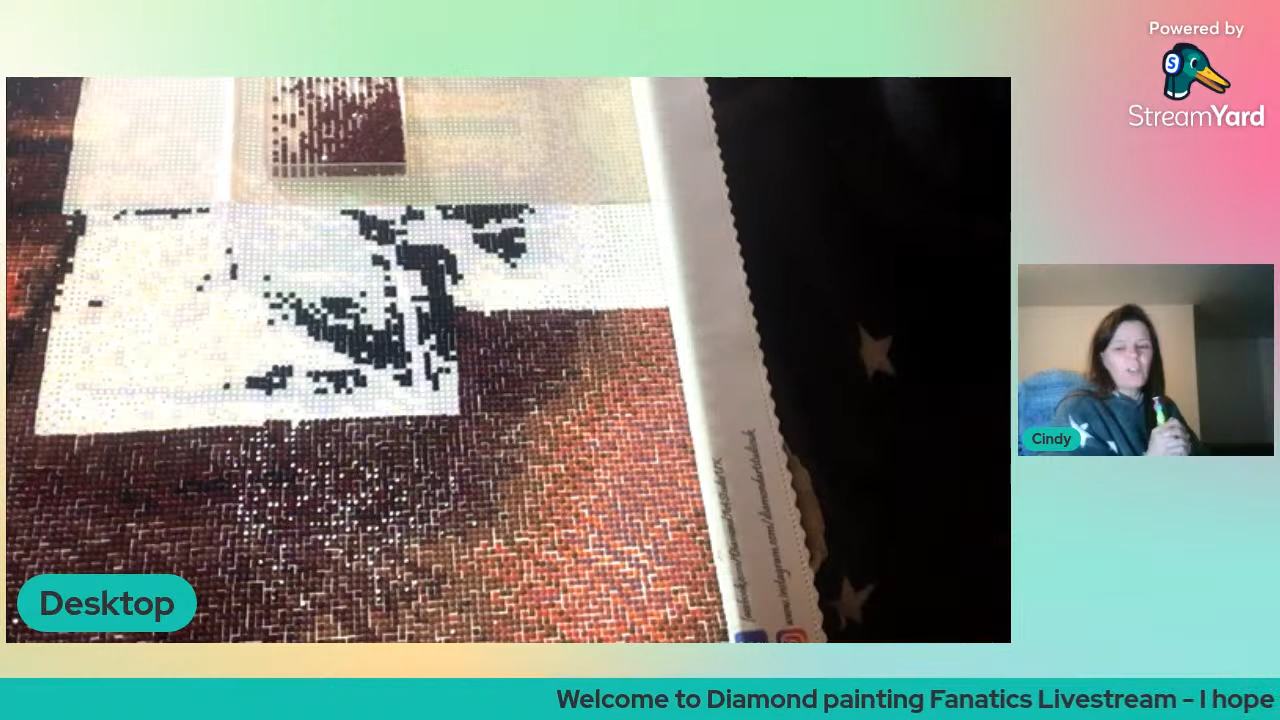 Powered by
S
StreamYard
Cindy
Desktop
Welcome to Diamond painting Fanatics Livestream - I hope